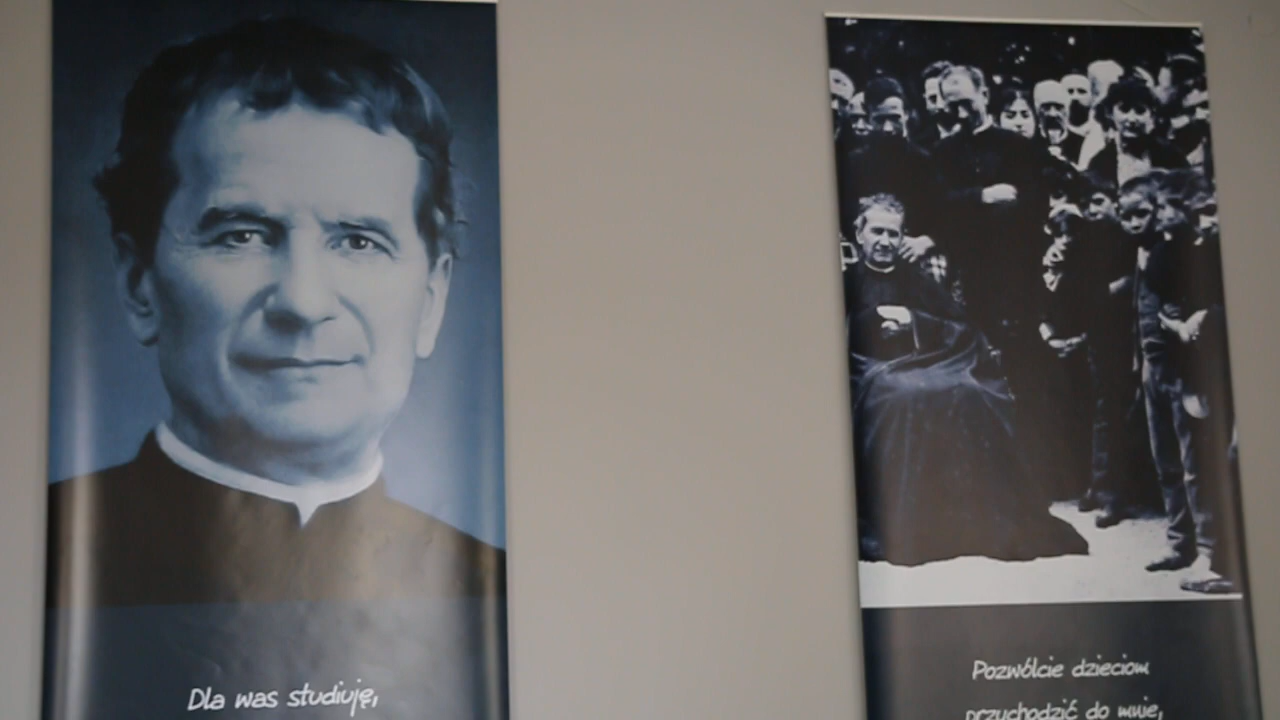 Dla was studiuję,
Pozwólcie dzieciom
przychodzić do mnie,